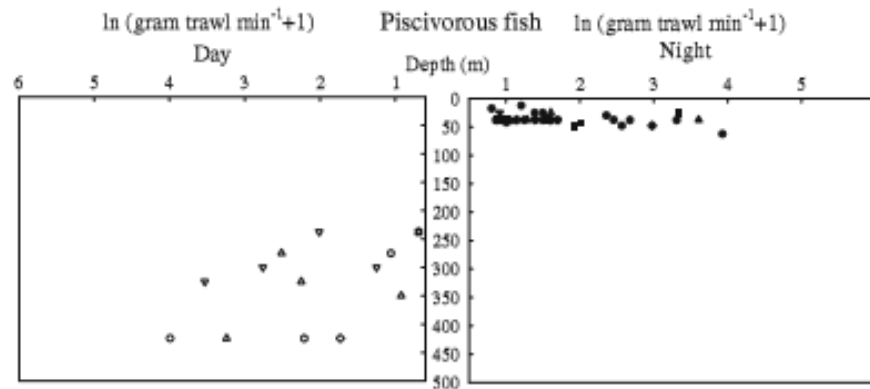 ln (gram trawl min⁻¹+1) Piscivorous fish ln (gram trawl min⁻¹+1)
Day Depth (m) Night
6 5 4 3 2 1
1 2 3 4 5
0
50
100
150
200
250
300
350
400
450
500